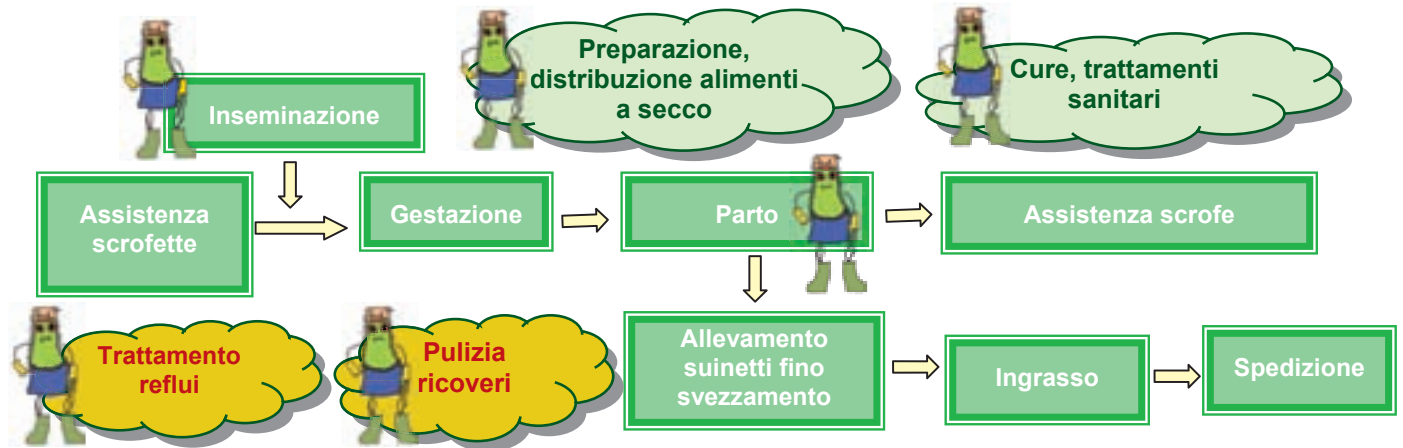 Preparazione,
distribuzione alimenti
a secco
Cure, trattamenti
sanitari
Inseminazione
Assistenza
scrofette
Gestazione
Parto
Assistenza scrofe
Trattamento
reflui
Pulizia
ricoveri
Allevamento
suinetti fino
svezzamento
Ingrasso
Spedizione